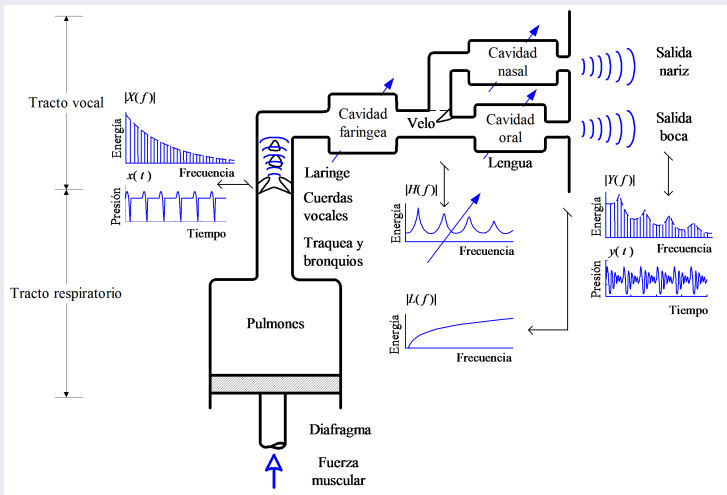 Tracto vocal
Tracto respiratorio
|X(f)|
Energía
Frecuencia
x(t)
Presión
Tiempo
Cavidad
faringea
Laringe
Cuerdas
vocales
Traquea y
bronquios
Pulmones
Diafragma
Fuerza
muscular
Velo
Cavidad
nasal
Cavidad
oral
Lengua
Salida
nariz
Salida
boca
|H(f)|
Energía
Frecuencia
|L(f)|
Energía
Frecuencia
|Y(f)|
Energía
Frecuencia
y(t)
Presión
Tiempo